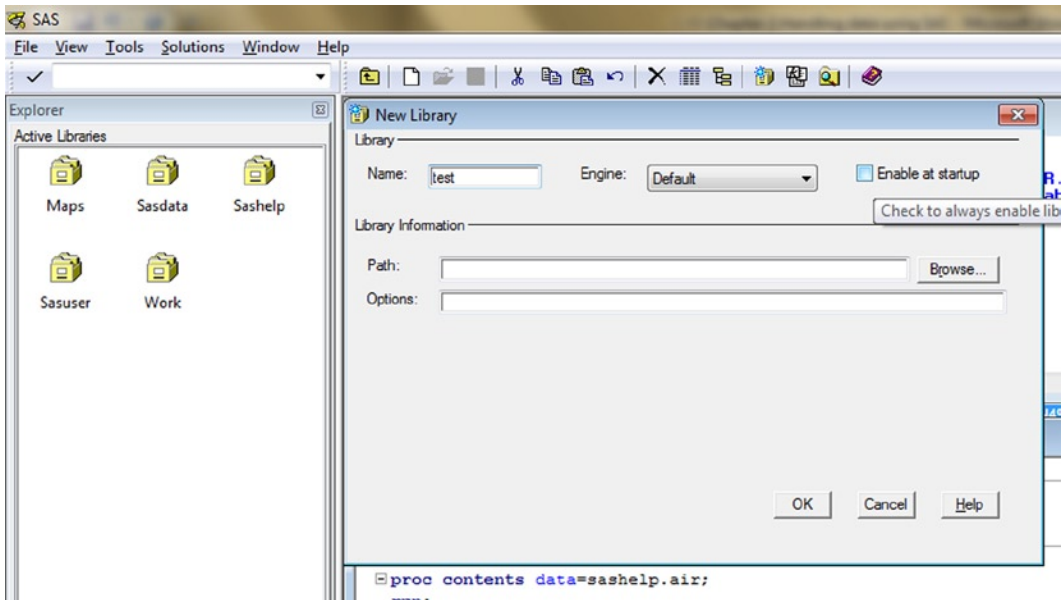 SAS
File View Tools Solutions Window Help
Explorer
Active Libraries
Maps Sasdata Sashelp
Sasuser Work
New Library
Library
Name: test Engine: Default Enable at startup
Check to always enable lib
Library Information
Path: Browse...
Options:
OK Cancel Help
proc contents data=sashelp.air;